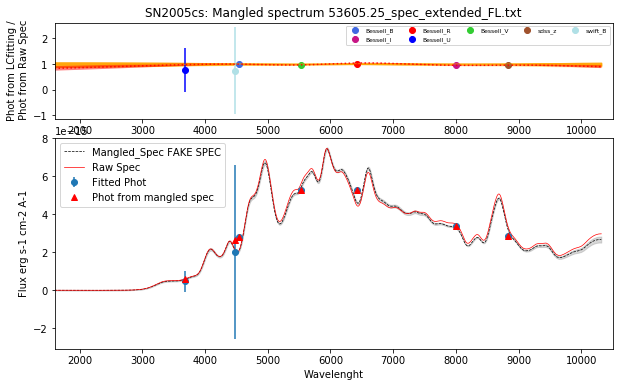 SN2005cs: Mangled spectrum 53605.25_spec_extended_FL.txt
Phot from LCfitting /
Phot from Raw Spec
2
1
0
-1
Bessell_B
Bessell_I
Bessell_R
Bessell_U
Bessell_V
sdss_z
swift_B
2000 3000 4000 5000 6000 7000 8000 9000 10000
Flux erg s-1 cm-2 A-1
8
6
4
2
0
−2
Mangled_Spec FAKE SPEC
Raw Spec
Fitted Phot
Phot from mangled spec
2000 3000 4000 5000 6000 7000 8000 9000 10000
Wavelenght